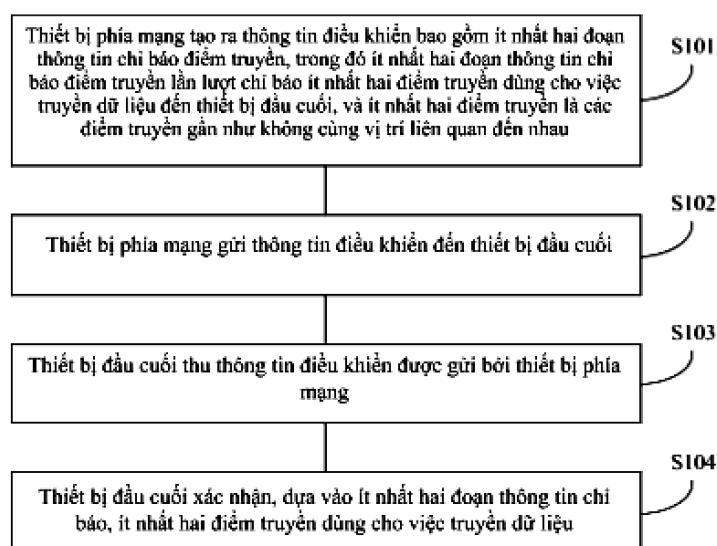 Thiết bị phía mạng tạo ra thông tin điều khiển bao gồm ít nhất hai đoạn
thông tin chỉ báo điểm truyền, trong đó ít nhất hai đoạn thông tin chỉ
báo điểm truyền lần lượt chỉ báo ít nhất hai điểm truyền dùng cho việc
truyền dữ liệu đến thiết bị đầu cuối, và ít nhất hai điểm truyền là các
điểm truyền gần như không cùng vị trí liên quan đến nhau
S101
Thiết bị phía mạng gửi thông tin điều khiển đến thiết bị đầu cuối
S102
Thiết bị đầu cuối thu thông tin điều khiển được gửi bởi thiết bị phía
mạng
S103
Thiết bị đầu cuối xác nhận, dựa vào ít nhất hai đoạn thông tin chỉ
báo, ít nhất hai điểm truyền dùng cho việc truyền dữ liệu
S104